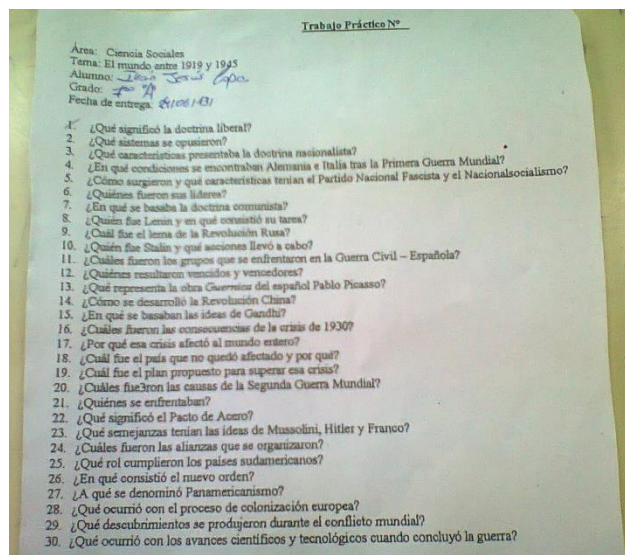 Trabajo Práctico Nº
Área: Ciencia Sociales
Tema: El mundo entre 1919 y 1945
Alumno: Jesús
Grado: 7mo "A"
Fecha de entrega:
1. ¿Qué significó la doctrina liberal?
2. ¿Qué sistemas se opusieron?
3. ¿Qué características presentaba la doctrina nacionalista?
4. ¿En qué condiciones se encontraban Alemania e Italia tras la Primera Guerra Mundial?
5. ¿Cómo surgieron y qué características tenían el Partido Nacional Fascista y el Nacionalsocialismo?
6. ¿Quiénes fueron sus líderes?
7. ¿En qué se basaba la doctrina comunista?
8. ¿Quién fue Lenin y en qué consistió su tarea?
9. ¿Cuál fue el lema de la Revolución Rusa?
10. ¿Quién fue Stalin y qué acciones llevó a cabo?
11. ¿Cuáles fueron los grupos que se enfrentaron en la Guerra Civil – Española?
12. ¿Quiénes resultaron vencidos y vencedores?
13. ¿Qué representa la obra Guernica del español Pablo Picasso?
14. ¿Cómo se desarrolló la Revolución China?
15. ¿En qué se basaban las ideas de Gandhi?
16. ¿Cuáles fueron las consecuencias de la crisis de 1930?
17. ¿Por qué esa crisis afectó al mundo entero?
18. ¿Cuál fue el país que no quedó afectado y por qué?
19. ¿Cuál fue el plan propuesto para superar esa crisis?
20. ¿Cuáles fue3ron las causas de la Segunda Guerra Mundial?
21. ¿Quiénes se enfrentaban?
22. ¿Qué significó el Pacto de Acero?
23. ¿Qué semejanzas tenían las ideas de Mussolini, Hitler y Franco?
24. ¿Cuáles fueron las alianzas que se organizaron?
25. ¿Qué rol cumplieron los países sudamericanos?
26. ¿En qué consistió el nuevo orden?
27. ¿A qué se denominó Panamericanismo?
28. ¿Qué ocurrió con el proceso de colonización europea?
29. ¿Qué descubrimientos se produjeron durante el conflicto mundial?
30. ¿Qué ocurrió con los avances científicos y tecnológicos cuando concluyó la guerra?